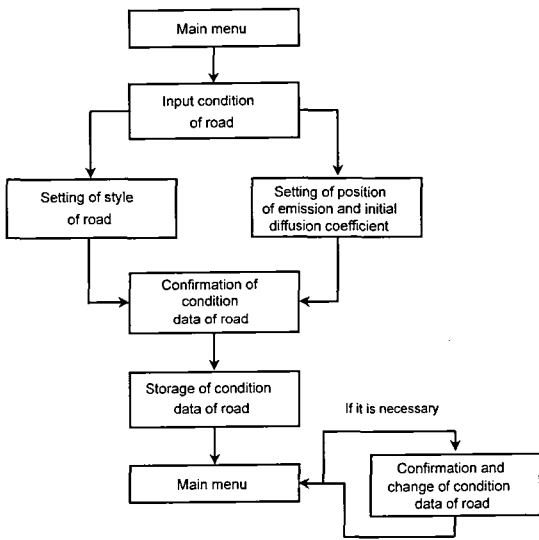 Main menu
Input condition
of road
Setting of style
of road
Setting of position
of emission and initial
diffusion coefficient
Confirmation of
condition
data of road
Storage of condition
data of road
If it is necessary
Main menu
Confirmation and
change of condition
data of road